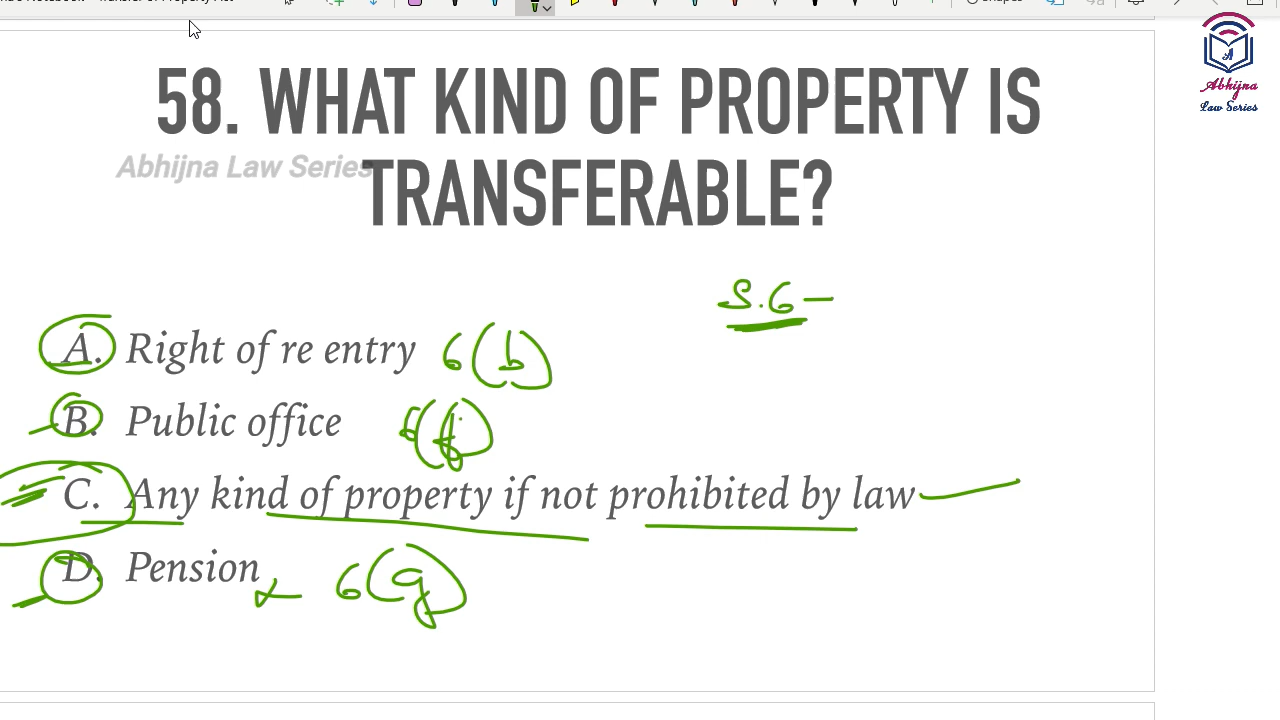 58. WHAT KIND OF PROPERTY IS
TRANSFERABLE?
Abhijna Law Series
Abhijna
Law Series
S.6 –
A. Right of re entry 6(b)
B. Public office 6(f)
C. Any kind of property if not prohibited by law
D. Pension 6(g)